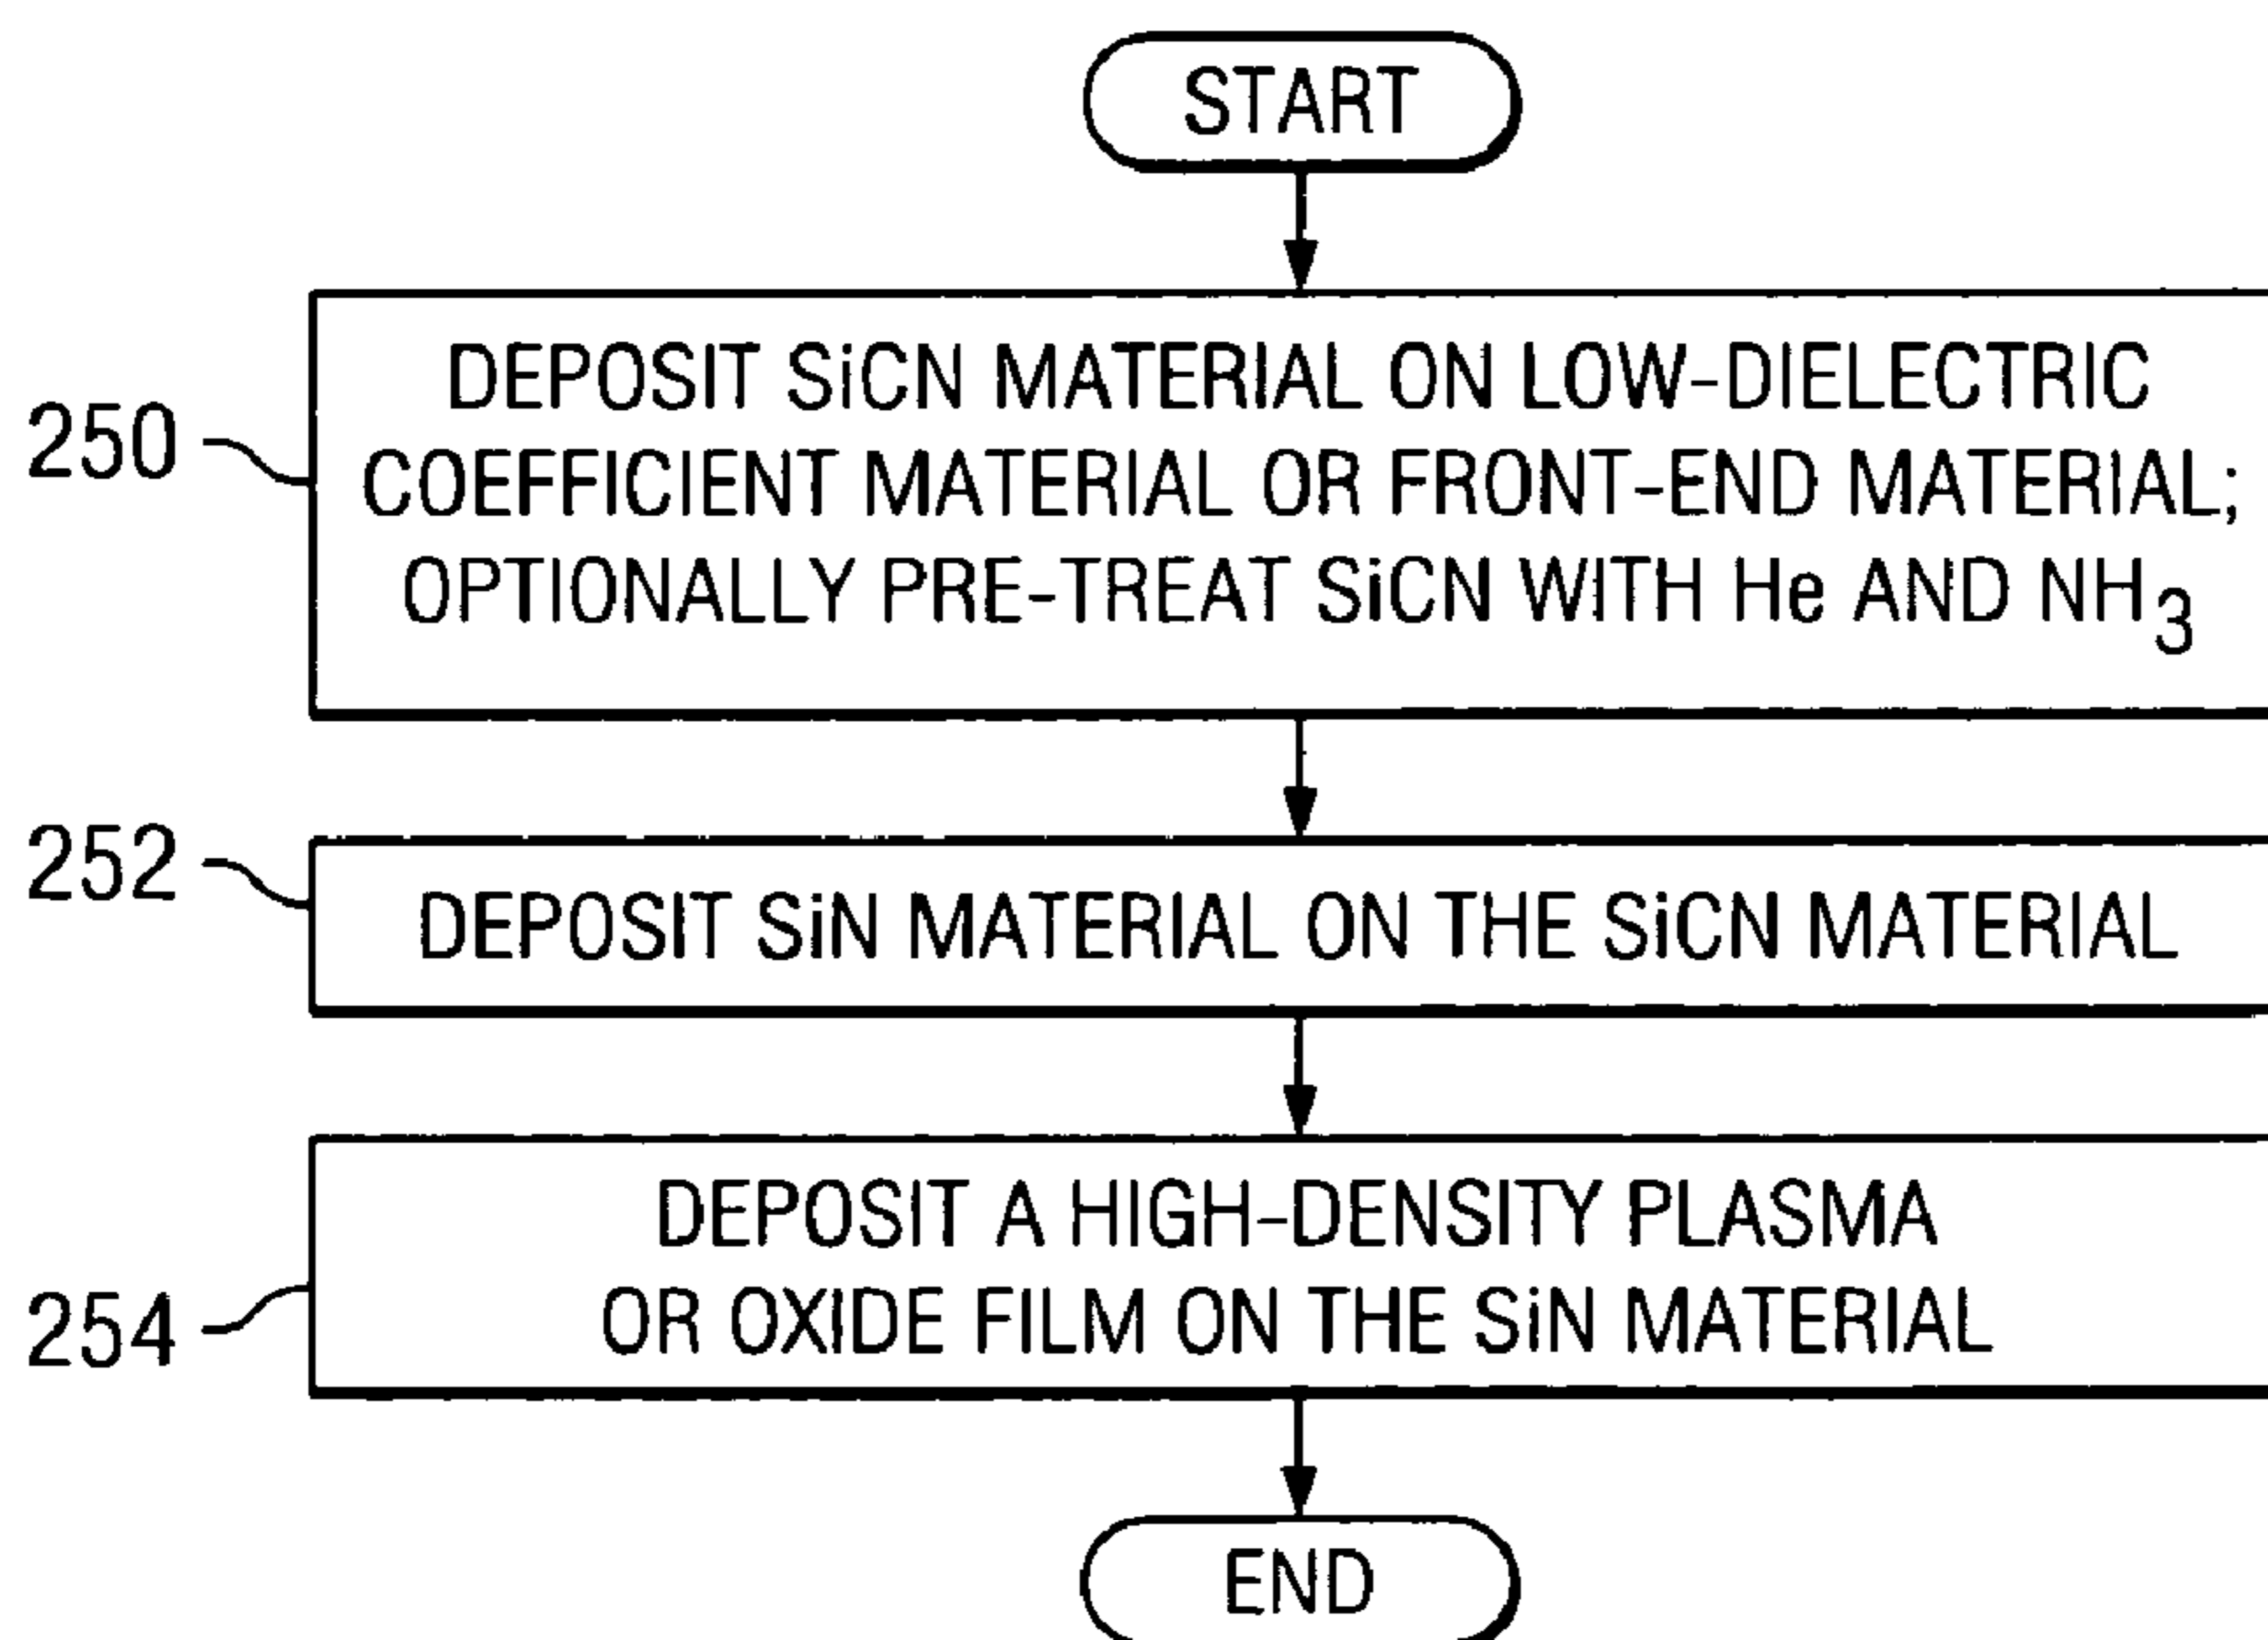 START
250
DEPOSIT SiCN MATERIAL ON LOW-DIELECTRIC
COEFFICIENT MATERIAL OR FRONT-END MATERIAL;
OPTIONALLY PRE-TREAT SiCN WITH He AND NH3
252
DEPOSIT SiN MATERIAL ON THE SiCN MATERIAL
254
DEPOSIT A HIGH-DENSITY PLASMA
OR OXIDE FILM ON THE SiN MATERIAL
END